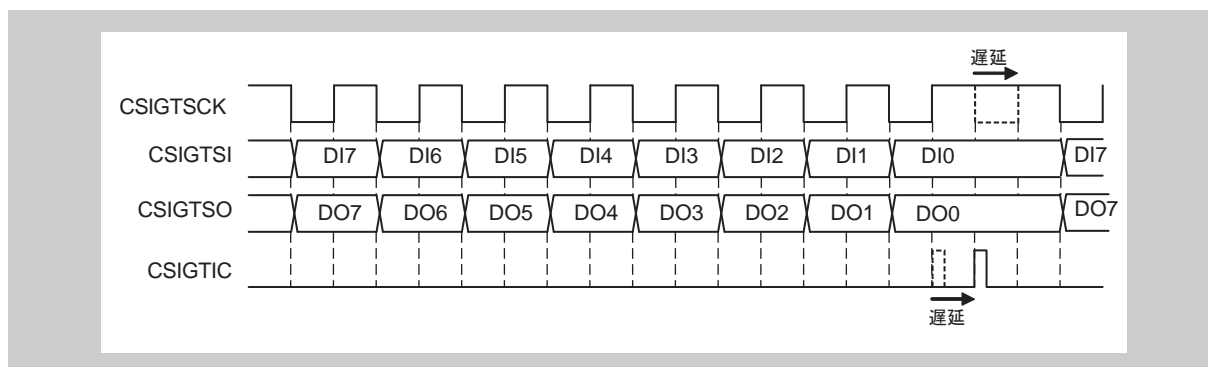 遅延
CSIGTSCK
CSIGTSI DI7 DI6 DI5 DI4 DI3 DI2 DI1 DI0 DI7
CSIGTSO DO7 DO6 DO5 DO4 DO3 DO2 DO1 DO0 DO7
CSIGTIC
遅延